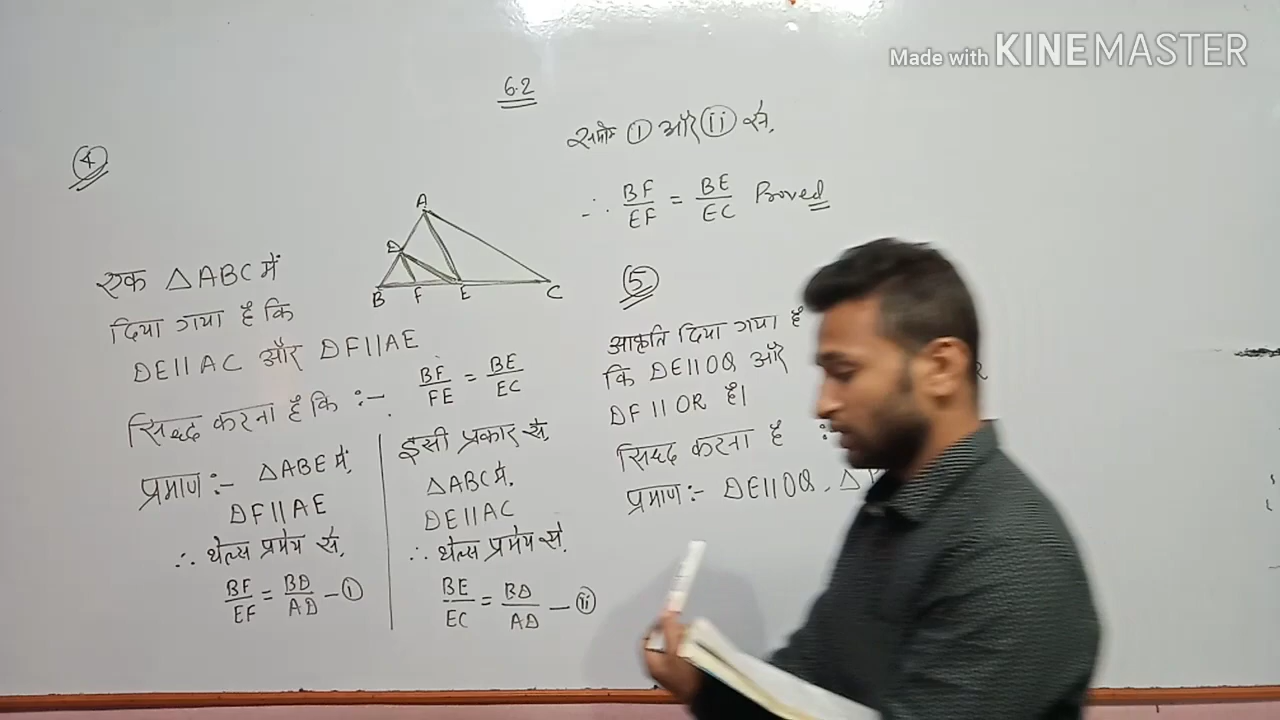 Made with KINEMASTER
6.2
④
A
D
B F E C
एक △ABC में
दिया गया है कि
DE||AC और DF||AE
सिद्ध करना है कि :- BF/FE = BE/EC
प्रमाण :- △ABE में,
DF||AE
∴ थेल्स प्रमेय से,
BF/EF = BD/AD - ①
इसी प्रकार से,
△ABC में,
DE||AC
∴ थेल्स प्रमेय से,
BE/EC = BD/AD - ⅱ
समी० ① और ⅱ से,
∴ BF/EF = BE/EC Proved
⑤
आकृति दिया गया है
कि DE||OQ और
DF||OR है।
सिद्ध करना है :
प्रमाण :- DE||OQ, △